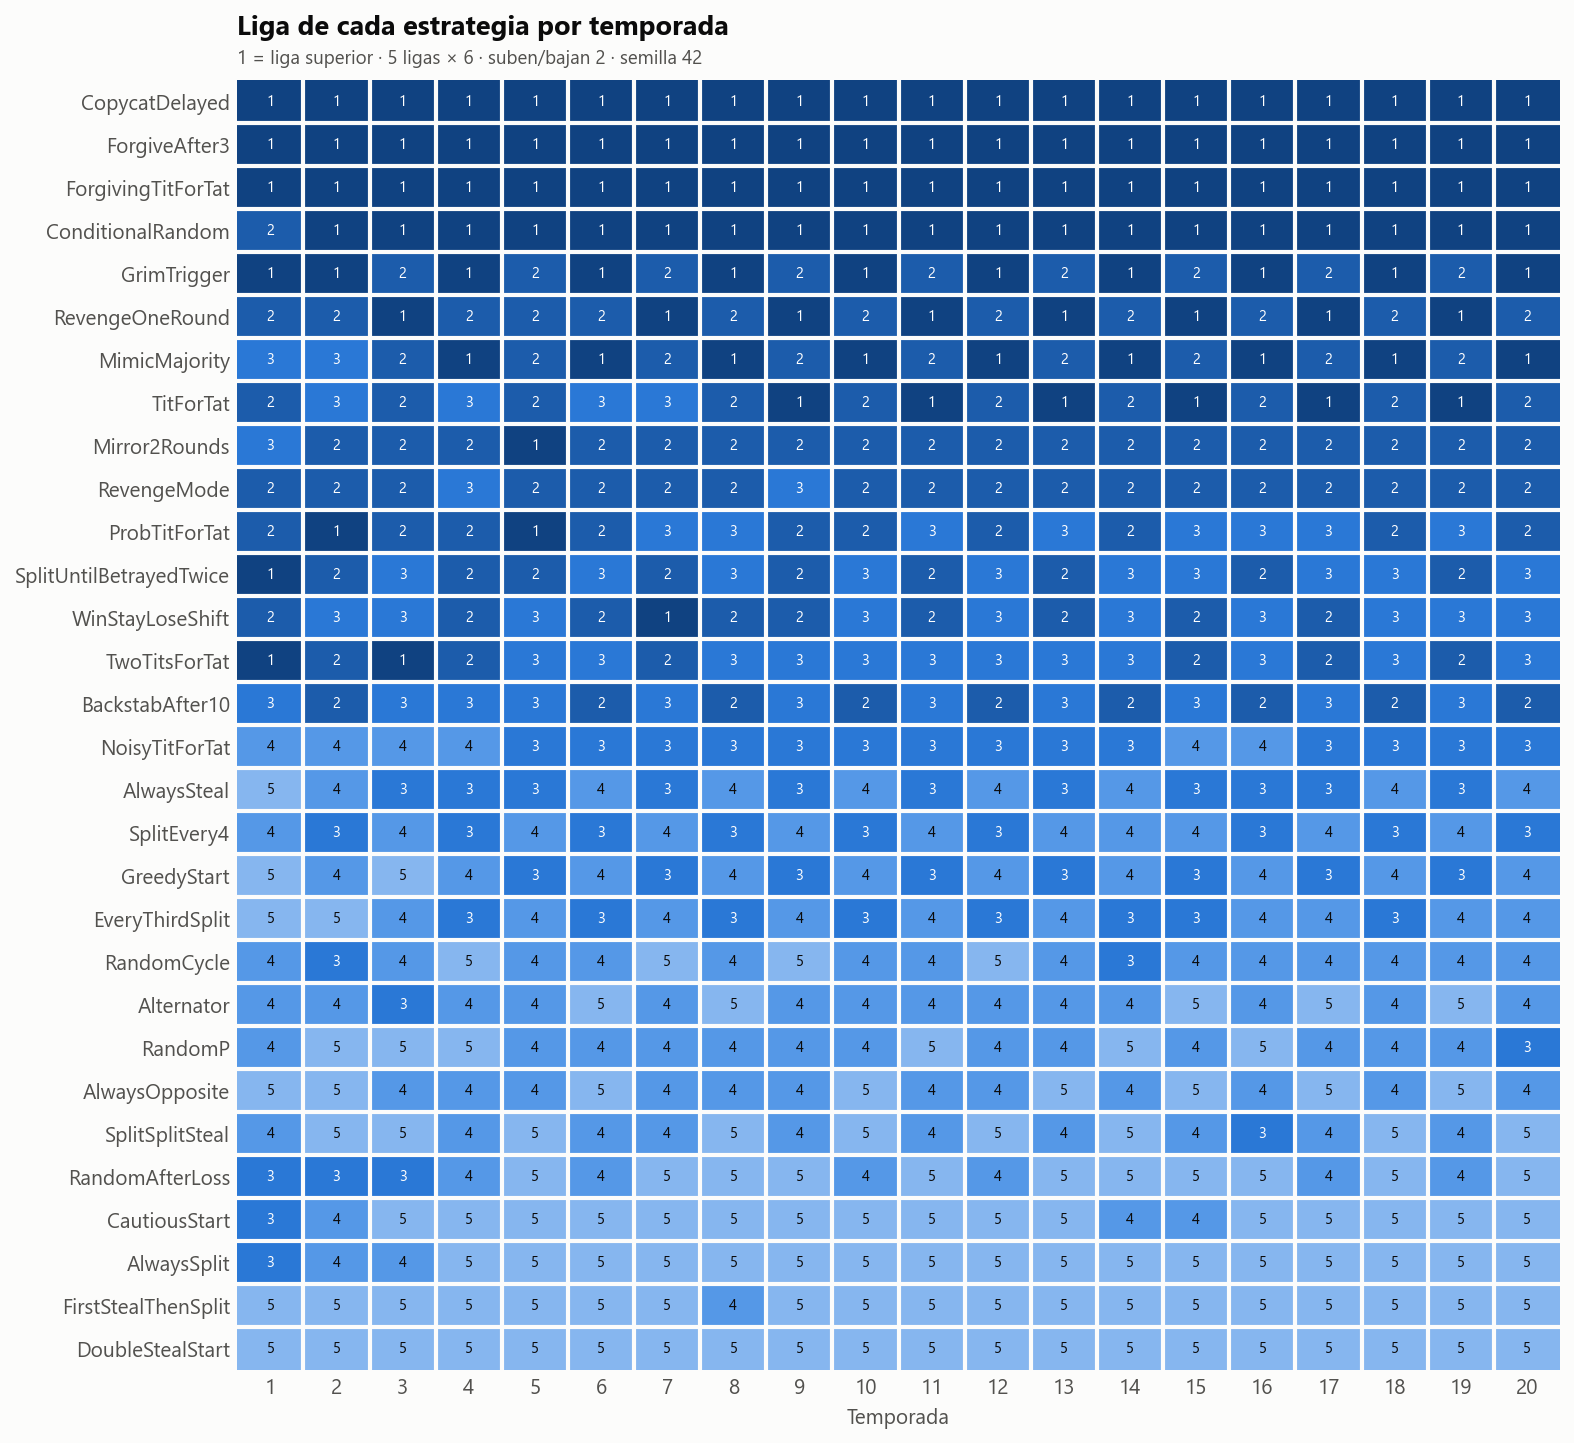 Liga de cada estrategia por temporada
1 = liga superior · 5 ligas × 6 · suben/bajan 2 · semilla 42
CopycatDelayed 1 1 1 1 1 1 1 1 1 1 1 1 1 1 1 1 1 1 1 1
ForgiveAfter3 1 1 1 1 1 1 1 1 1 1 1 1 1 1 1 1 1 1 1 1
ForgivingTitForTat 1 1 1 1 1 1 1 1 1 1 1 1 1 1 1 1 1 1 1 1
ConditionalRandom 2 1 1 1 1 1 1 1 1 1 1 1 1 1 1 1 1 1 1 1
GrimTrigger 1 1 2 1 2 1 2 1 2 1 2 1 2 1 2 1 2 1 2 1
RevengeOneRound 2 2 1 2 2 2 1 2 1 2 1 2 1 2 1 2 1 2 1 2
MimicMajority 3 3 2 1 2 1 2 1 2 1 2 1 2 1 2 1 2 1 2 1
TitForTat 2 3 2 3 2 3 3 2 1 2 1 2 1 2 1 2 1 2 1 2
Mirror2Rounds 3 2 2 2 1 2 2 2 2 2 2 2 2 2 2 2 2 2 2 2
RevengeMode 2 2 2 3 2 2 2 2 3 2 2 2 2 2 2 2 2 2 2 2
ProbTitForTat 2 1 2 2 1 2 3 3 2 2 3 2 3 2 3 3 3 2 3 2
SplitUntilBetrayedTwice 1 2 3 2 2 3 2 3 2 3 2 3 2 3 3 2 3 3 2 3
WinStayLoseShift 2 3 3 2 3 2 1 2 2 3 2 3 2 3 2 3 2 3 3 3
TwoTitsForTat 1 2 1 2 3 3 2 3 3 3 3 3 3 3 2 3 2 3 2 3
BackstabAfter10 3 2 3 3 3 2 3 2 3 2 3 2 3 2 3 2 3 2 3 2
NoisyTitForTat 4 4 4 4 3 3 3 3 3 3 3 3 3 3 4 4 3 3 3 3
AlwaysSteal 5 4 3 3 3 4 3 4 3 4 3 4 3 4 3 3 3 4 3 4
SplitEvery4 4 3 4 3 4 3 4 3 4 3 4 3 4 4 4 3 4 3 4 3
GreedyStart 5 4 5 4 3 4 3 4 3 4 3 4 3 4 3 4 3 4 3 4
EveryThirdSplit 5 5 4 3 4 3 4 3 4 3 4 3 4 3 3 4 4 3 4 4
RandomCycle 4 3 4 5 4 4 5 4 5 4 4 5 4 3 4 4 4 4 4 4
Alternator 4 4 3 4 4 5 4 5 4 4 4 4 4 4 5 4 5 4 5 4
RandomP 4 5 5 5 4 4 4 4 4 4 5 4 4 5 4 5 4 4 4 3
AlwaysOpposite 5 5 4 4 4 5 4 4 4 5 4 4 5 4 5 4 5 4 5 4
SplitSplitSteal 4 5 5 4 5 4 4 5 4 5 4 5 4 5 4 3 4 5 4 5
RandomAfterLoss 3 3 3 4 5 4 5 5 5 4 5 4 5 5 5 5 4 5 4 5
CautiousStart 3 4 5 5 5 5 5 5 5 5 5 5 5 4 4 5 5 5 5 5
AlwaysSplit 3 4 4 5 5 5 5 5 5 5 5 5 5 5 5 5 5 5 5 5
FirstStealThenSplit 5 5 5 5 5 5 5 4 5 5 5 5 5 5 5 5 5 5 5 5
DoubleStealStart 5 5 5 5 5 5 5 5 5 5 5 5 5 5 5 5 5 5 5 5
1 2 3 4 5 6 7 8 9 10 11 12 13 14 15 16 17 18 19 20
Temporada